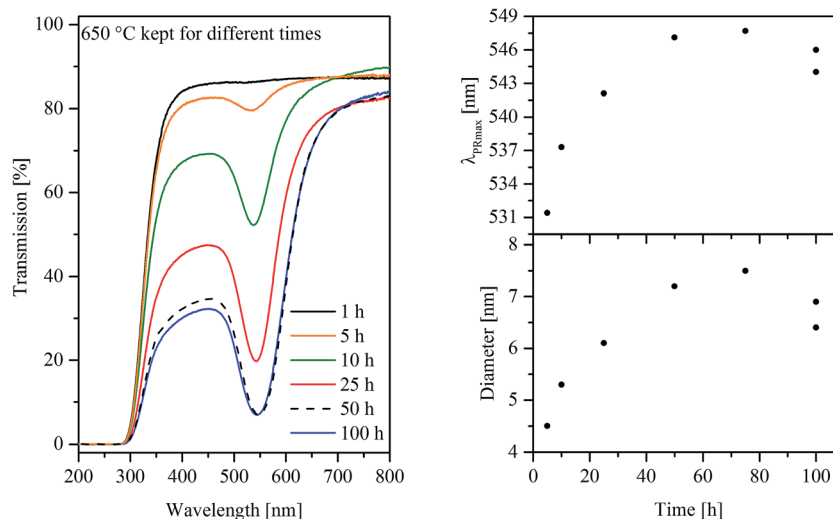 650 °C kept for different times
Transmission [%]
100
80
60
40
20
0
200 300 400 500 600 700 800
Wavelength [nm]
1 h
5 h
10 h
25 h
50 h
100 h
λPRmax [nm]
549
546
543
540
537
534
531
Diameter [nm]
8
7
6
5
4
0 20 40 60 80 100
Time [h]